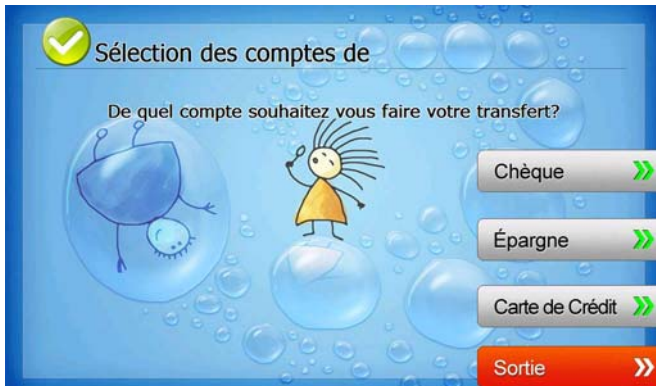 Sélection des comptes de
De quel compte souhaitez vous faire votre transfert?
Chèque
Épargne
Carte de Crédit
Sortie